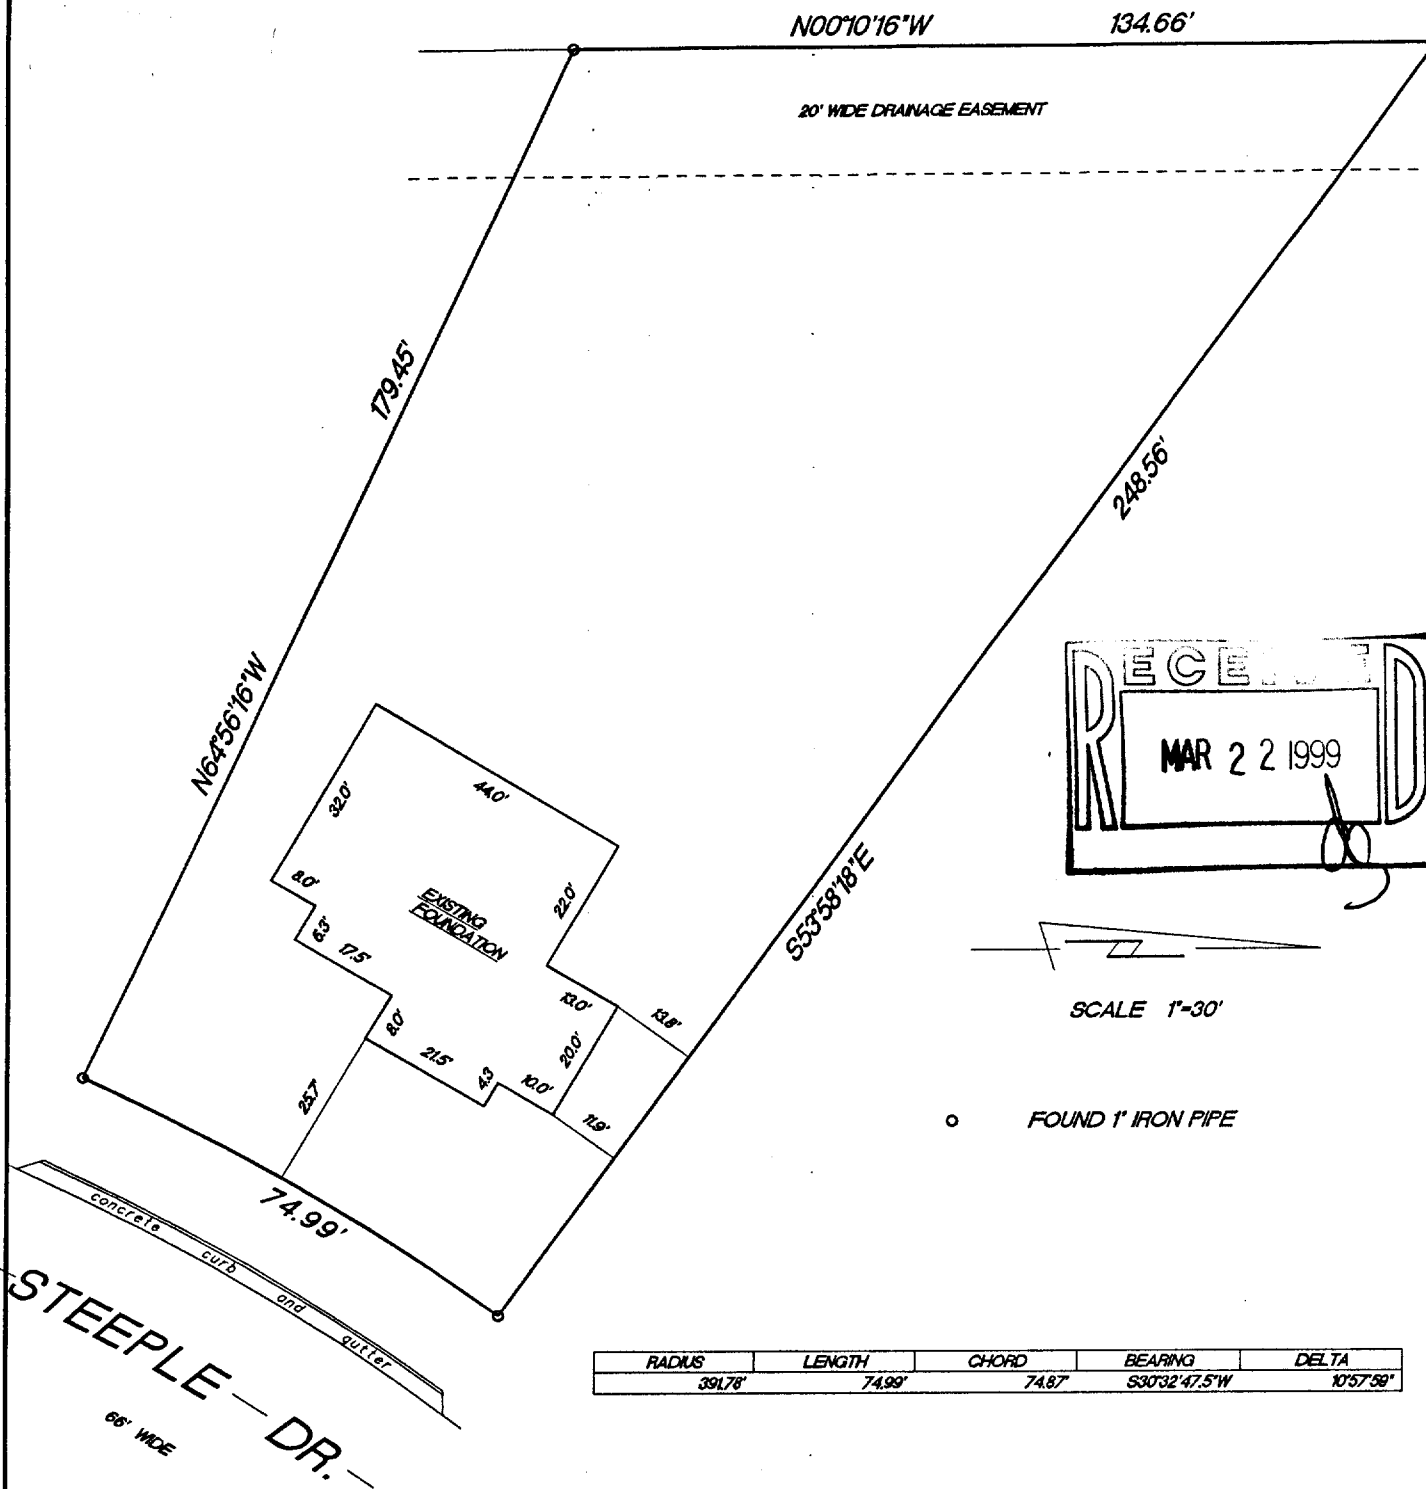 N00°10'16"W 134.66'
20' WIDE DRAINAGE EASEMENT
179.45'
248.56'
N64°56'16"W
S53°58'18"E
RECEIVED
MAR 22 1999
44.0'
32.0'
8.0'
22.0'
EXISTING
FOUNDATION
6.3'
17.5'
13.0'
13.8'
8.0'
20.0'
21.5'
4.3
10.0'
11.9'
25.7'
SCALE 1"=30'
FOUND 1" IRON PIPE
74.99'
concrete curb and gutter
STEEPLE DR.
66' WIDE
RADIUS LENGTH CHORD BEARING DELTA
391.78' 74.99' 74.87' S30°32'47.5"W 10°57'59"